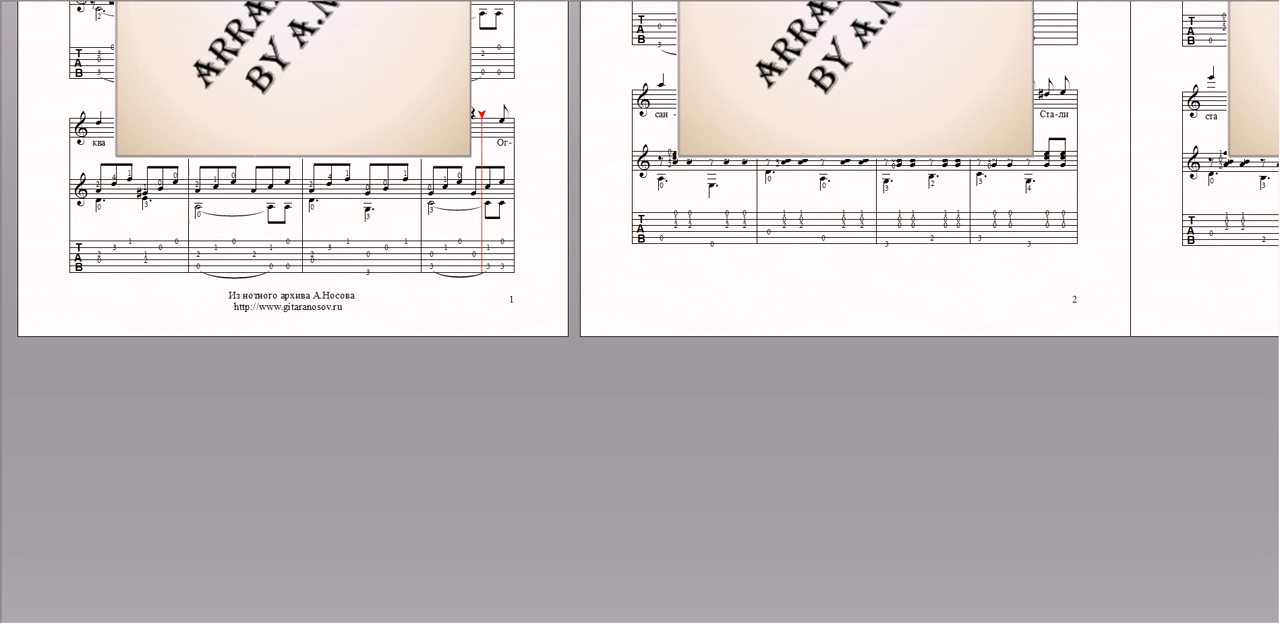 ARRA
BY A.N
ква
Ог-
Из нотного архива А.Носова
http://www.gitaranosov.ru
1
ARRA
BY A.N
сан -
Ста-ли
2
ста